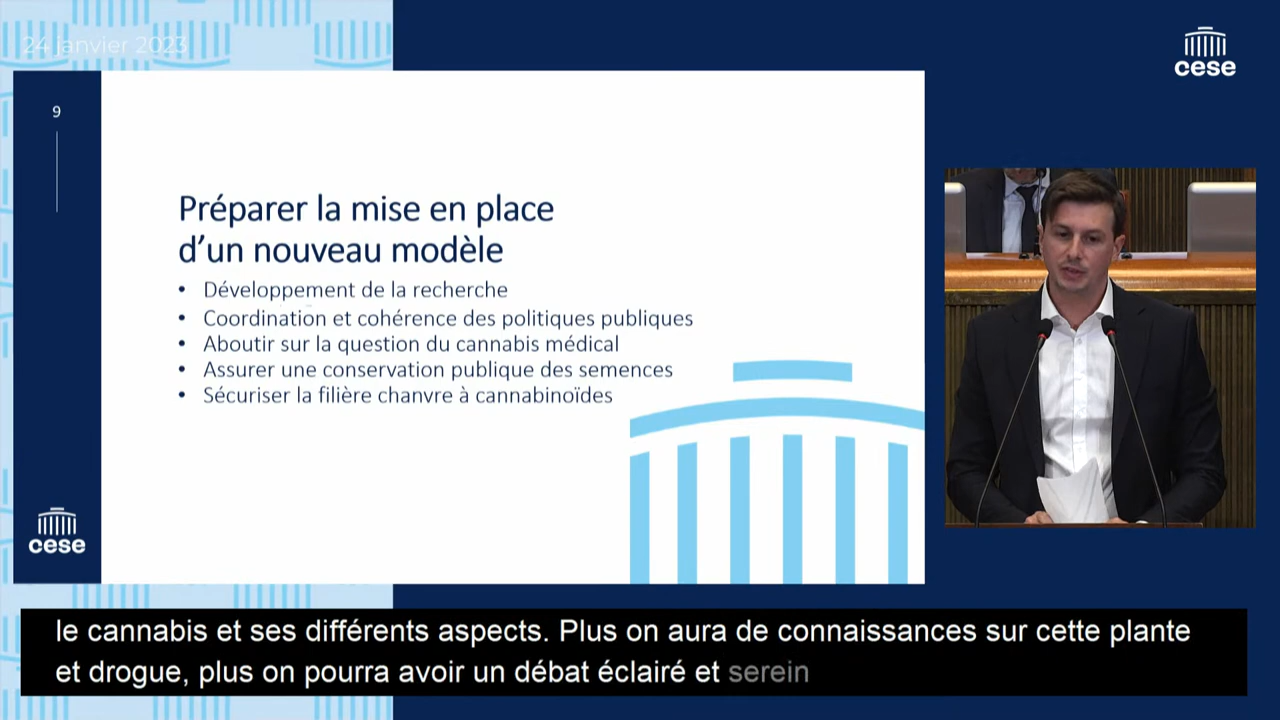 24 janvier 2023
cese
9
Préparer la mise en place
d'un nouveau modèle
• Développement de la recherche
• Coordination et cohérence des politiques publiques
• Aboutir sur la question du cannabis médical
• Assurer une conservation publique des semences
• Sécuriser la filière chanvre à cannabinoïdes
cese
le cannabis et ses différents aspects. Plus on aura de connaissances sur cette plante
et drogue, plus on pourra avoir un débat éclairé et serein